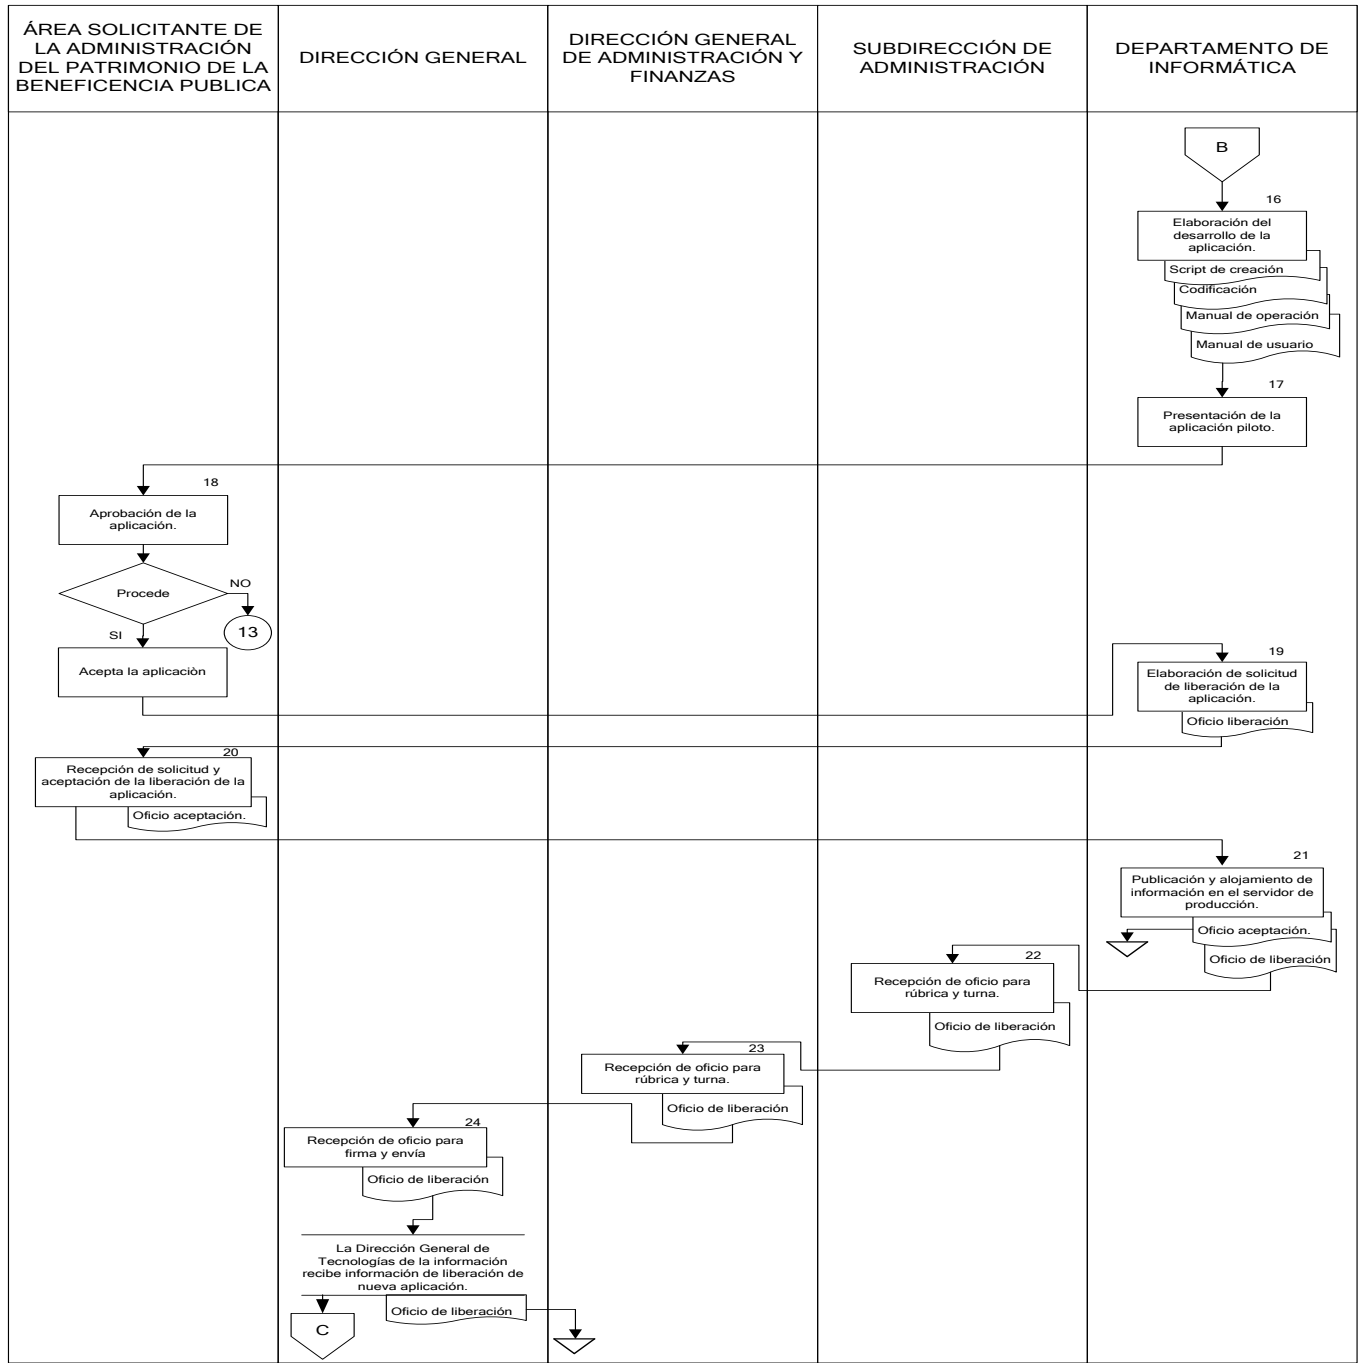 ÁREA SOLICITANTE DE
LA ADMINISTRACIÓN
DEL PATRIMONIO DE LA
BENEFICENCIA PUBLICA
DIRECCIÓN GENERAL
DIRECCIÓN GENERAL
DE ADMINISTRACIÓN Y
FINANZAS
SUBDIRECCIÓN DE
ADMINISTRACIÓN
DEPARTAMENTO DE
INFORMÁTICA
B
16
Elaboración del
desarrollo de la
aplicación.
Script de creación
Codificación
Manual de operación
Manual de usuario
17
Presentación de la
aplicación piloto.
18
Aprobación de la
aplicación.
Procede
NO
13
SI
Acepta la aplicaciòn
19
Elaboración de solicitud
de liberación de la
aplicación.
Oficio liberación
20
Recepción de solicitud y
aceptación de la liberación de la
aplicación.
Oficio aceptación.
21
Publicación y alojamiento de
información en el servidor de
producción.
Oficio aceptación.
Oficio de liberación
22
Recepción de oficio para
rúbrica y turna.
Oficio de liberación
23
Recepción de oficio para
rúbrica y turna.
Oficio de liberación
24
Recepción de oficio para
firma y envía
Oficio de liberación
La Dirección General de
Tecnologías de la información
recibe información de liberación de
nueva aplicación.
Oficio de liberación
C